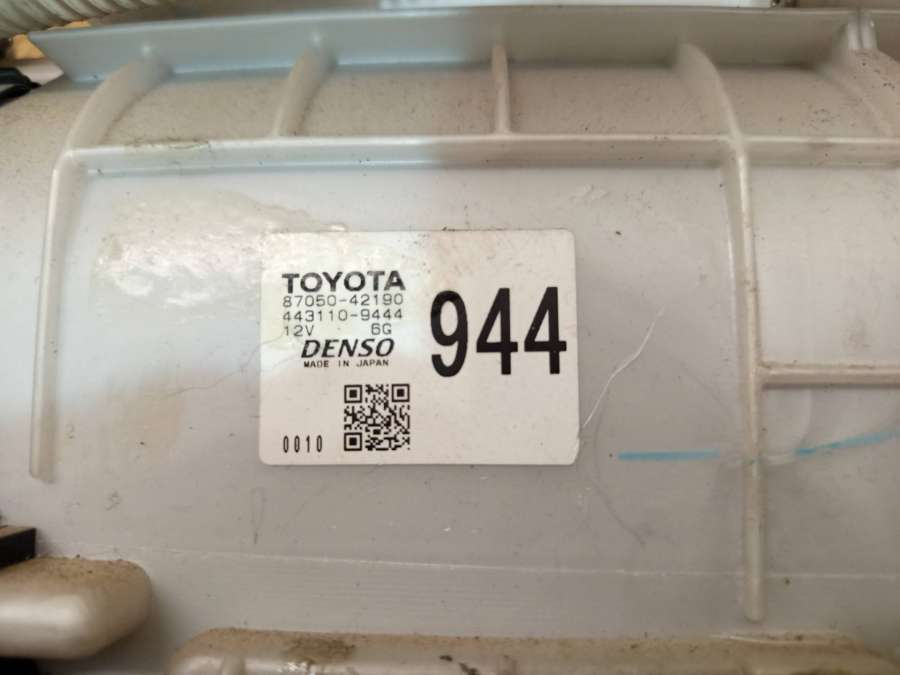 TOYOTA
87050-42190
443110-9444
12V 6G
DENSO
MADE IN JAPAN
944
0010